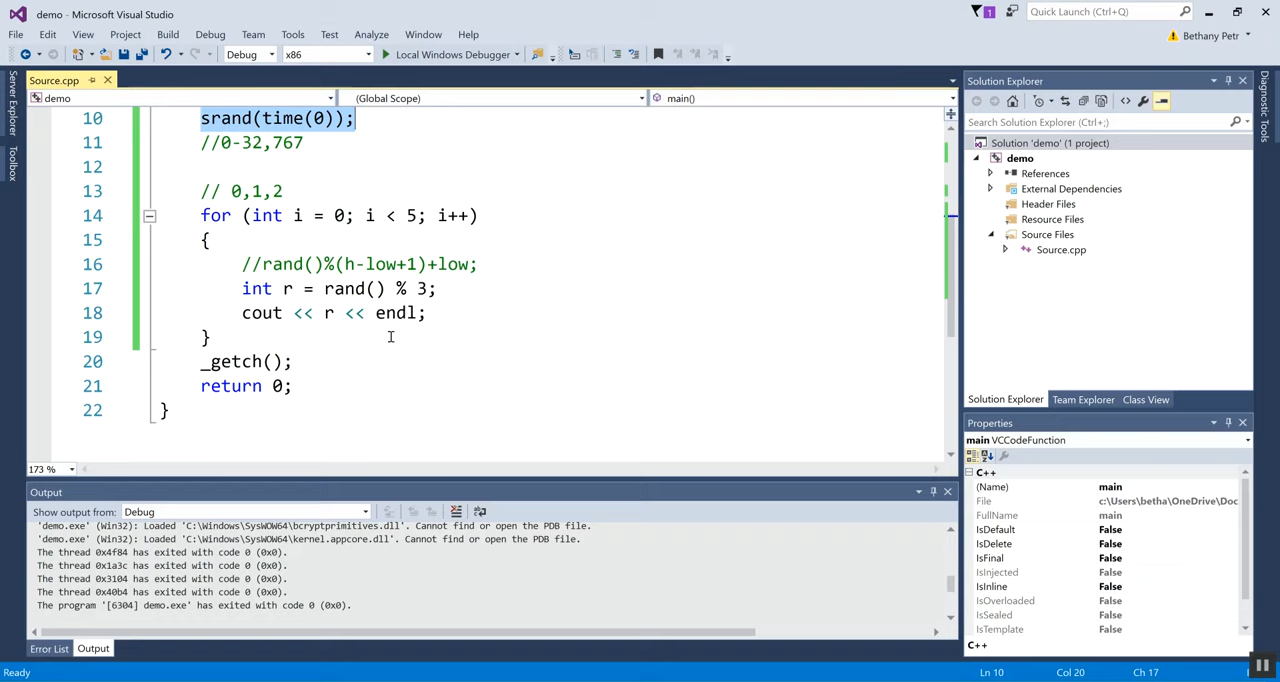 demo - Microsoft Visual Studio
1
Quick Launch (Ctrl+Q)
File Edit View Project Build Debug Team Tools Test Analyze Window Help
Bethany Petr
Debug x86 Local Windows Debugger
Server Explorer
Toolbox
Source.cpp
demo (Global Scope) main()
10 srand(time(0));
11 //0-32,767
12
13 // 0,1,2
14 for (int i = 0; i < 5; i++)
15 {
16 //rand()%(h-low+1)+low;
17 int r = rand() % 3;
18 cout << r << endl;
19 }
20 _getch();
21 return 0;
22 }
173 %
Output
Show output from: Debug
'demo.exe' (Win32): Loaded 'C:\Windows\SysWOW64\bcryptprimitives.dll'. Cannot find or open the PDB file.
'demo.exe' (Win32): Loaded 'C:\Windows\SysWOW64\kernel.appcore.dll'. Cannot find or open the PDB file.
The thread 0x4f84 has exited with code 0 (0x0).
The thread 0x1a3c has exited with code 0 (0x0).
The thread 0x3104 has exited with code 0 (0x0).
The thread 0x40b4 has exited with code 0 (0x0).
The program '[6304] demo.exe' has exited with code 0 (0x0).
Error List Output
Solution Explorer
Search Solution Explorer (Ctrl+;)
Solution 'demo' (1 project)
demo
References
External Dependencies
Header Files
Resource Files
Source Files
Source.cpp
Solution Explorer Team Explorer Class View
Properties
main VCCodeFunction
C++
(Name) main
File c:\Users\betha\OneDrive\Doc
FullName main
IsDefault False
IsDelete False
IsFinal False
IsInjected False
IsInline False
IsOverloaded False
IsSealed False
IsTemplate False
C++
Diagnostic Tools
Ready Ln 10 Col 20 Ch 17